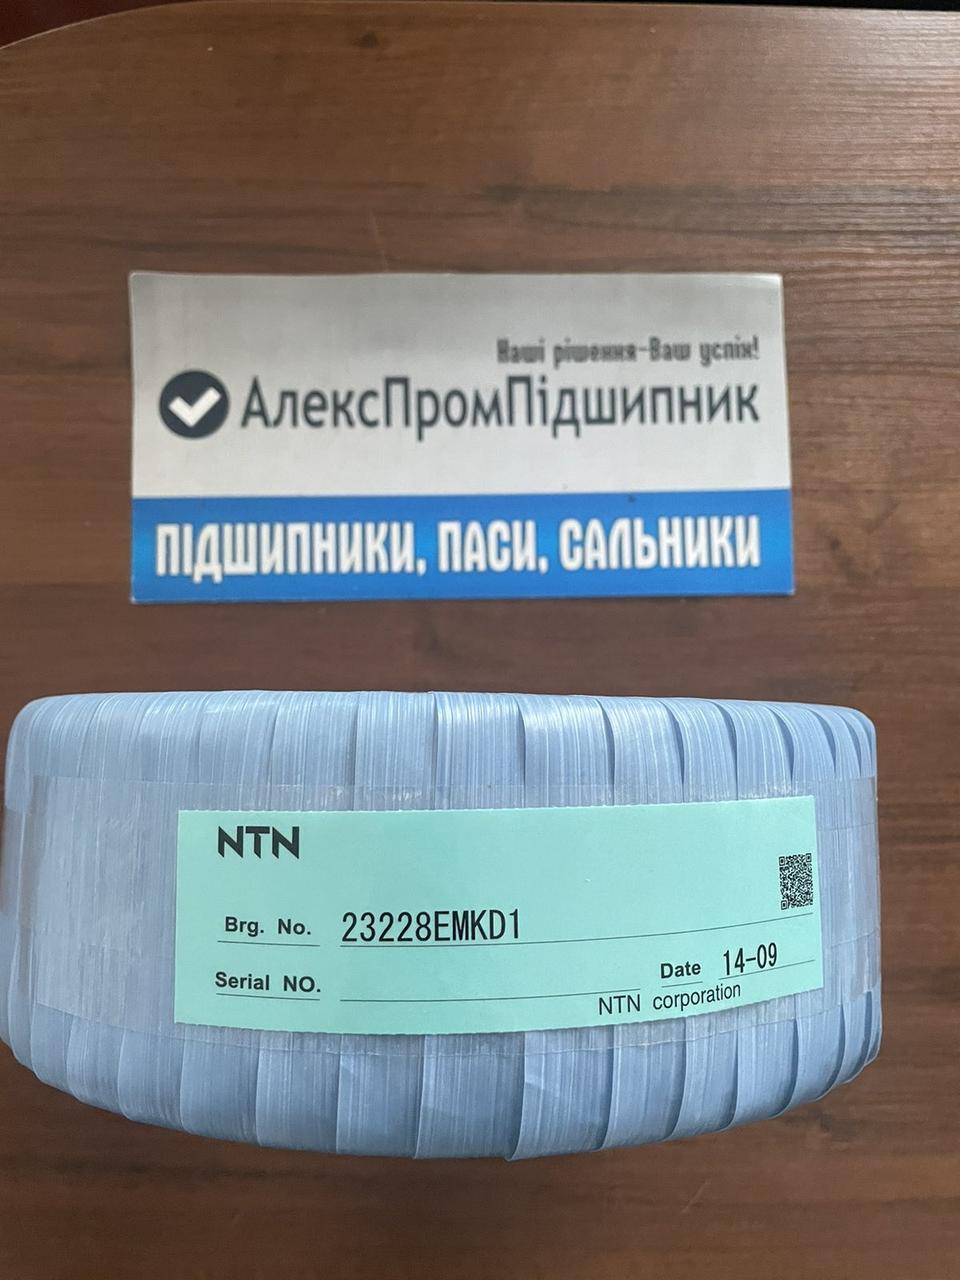 Наші рішення-Ваш успіх!
АлексПромПідшипник
ПІДШИПНИКИ, ПАСИ, САЛЬНИКИ
NTN
Brg. No. 23228EMKD1
Serial NO.
Date 14-09
NTN corporation